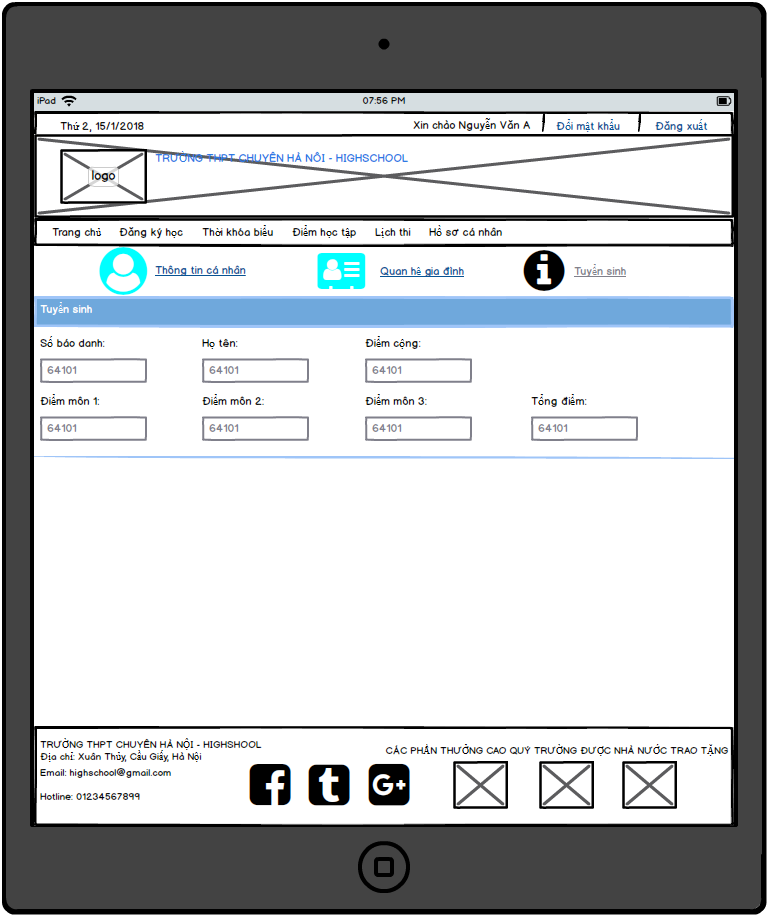 iPad 07:56 PM
Thứ 2, 15/1/2018 Xin chào Nguyễn Văn A Đổi mật khẩu Đăng xuất
TRƯỜNG THPT CHUYÊN HÀ NÔI - HIGHSCHOOL
logo
Trang chủ Đăng ký học Thời khóa biểu Điểm học tập Lịch thi Hồ sơ cá nhân
Thông tin cá nhân Quan hệ gia đình Tuyển sinh
Tuyển sinh
Số báo danh: Họ tên: Điểm cộng:
64101 64101 64101
Điểm môn 1: Điểm môn 2: Điểm môn 3: Tổng điểm:
64101 64101 64101 64101
TRƯỜNG THPT CHUYÊN HÀ NỘI - HIGHSHOOL
Địa chỉ: Xuân Thủy, Cầu Giấy, Hà Nội
Email: highschool@gmail.com
Hotline: 01234567899
f t G+
CÁC PHẦN THƯỞNG CAO QUÝ TRƯỜNG ĐƯỢC NHÀ NƯỚC TRAO TẶNG